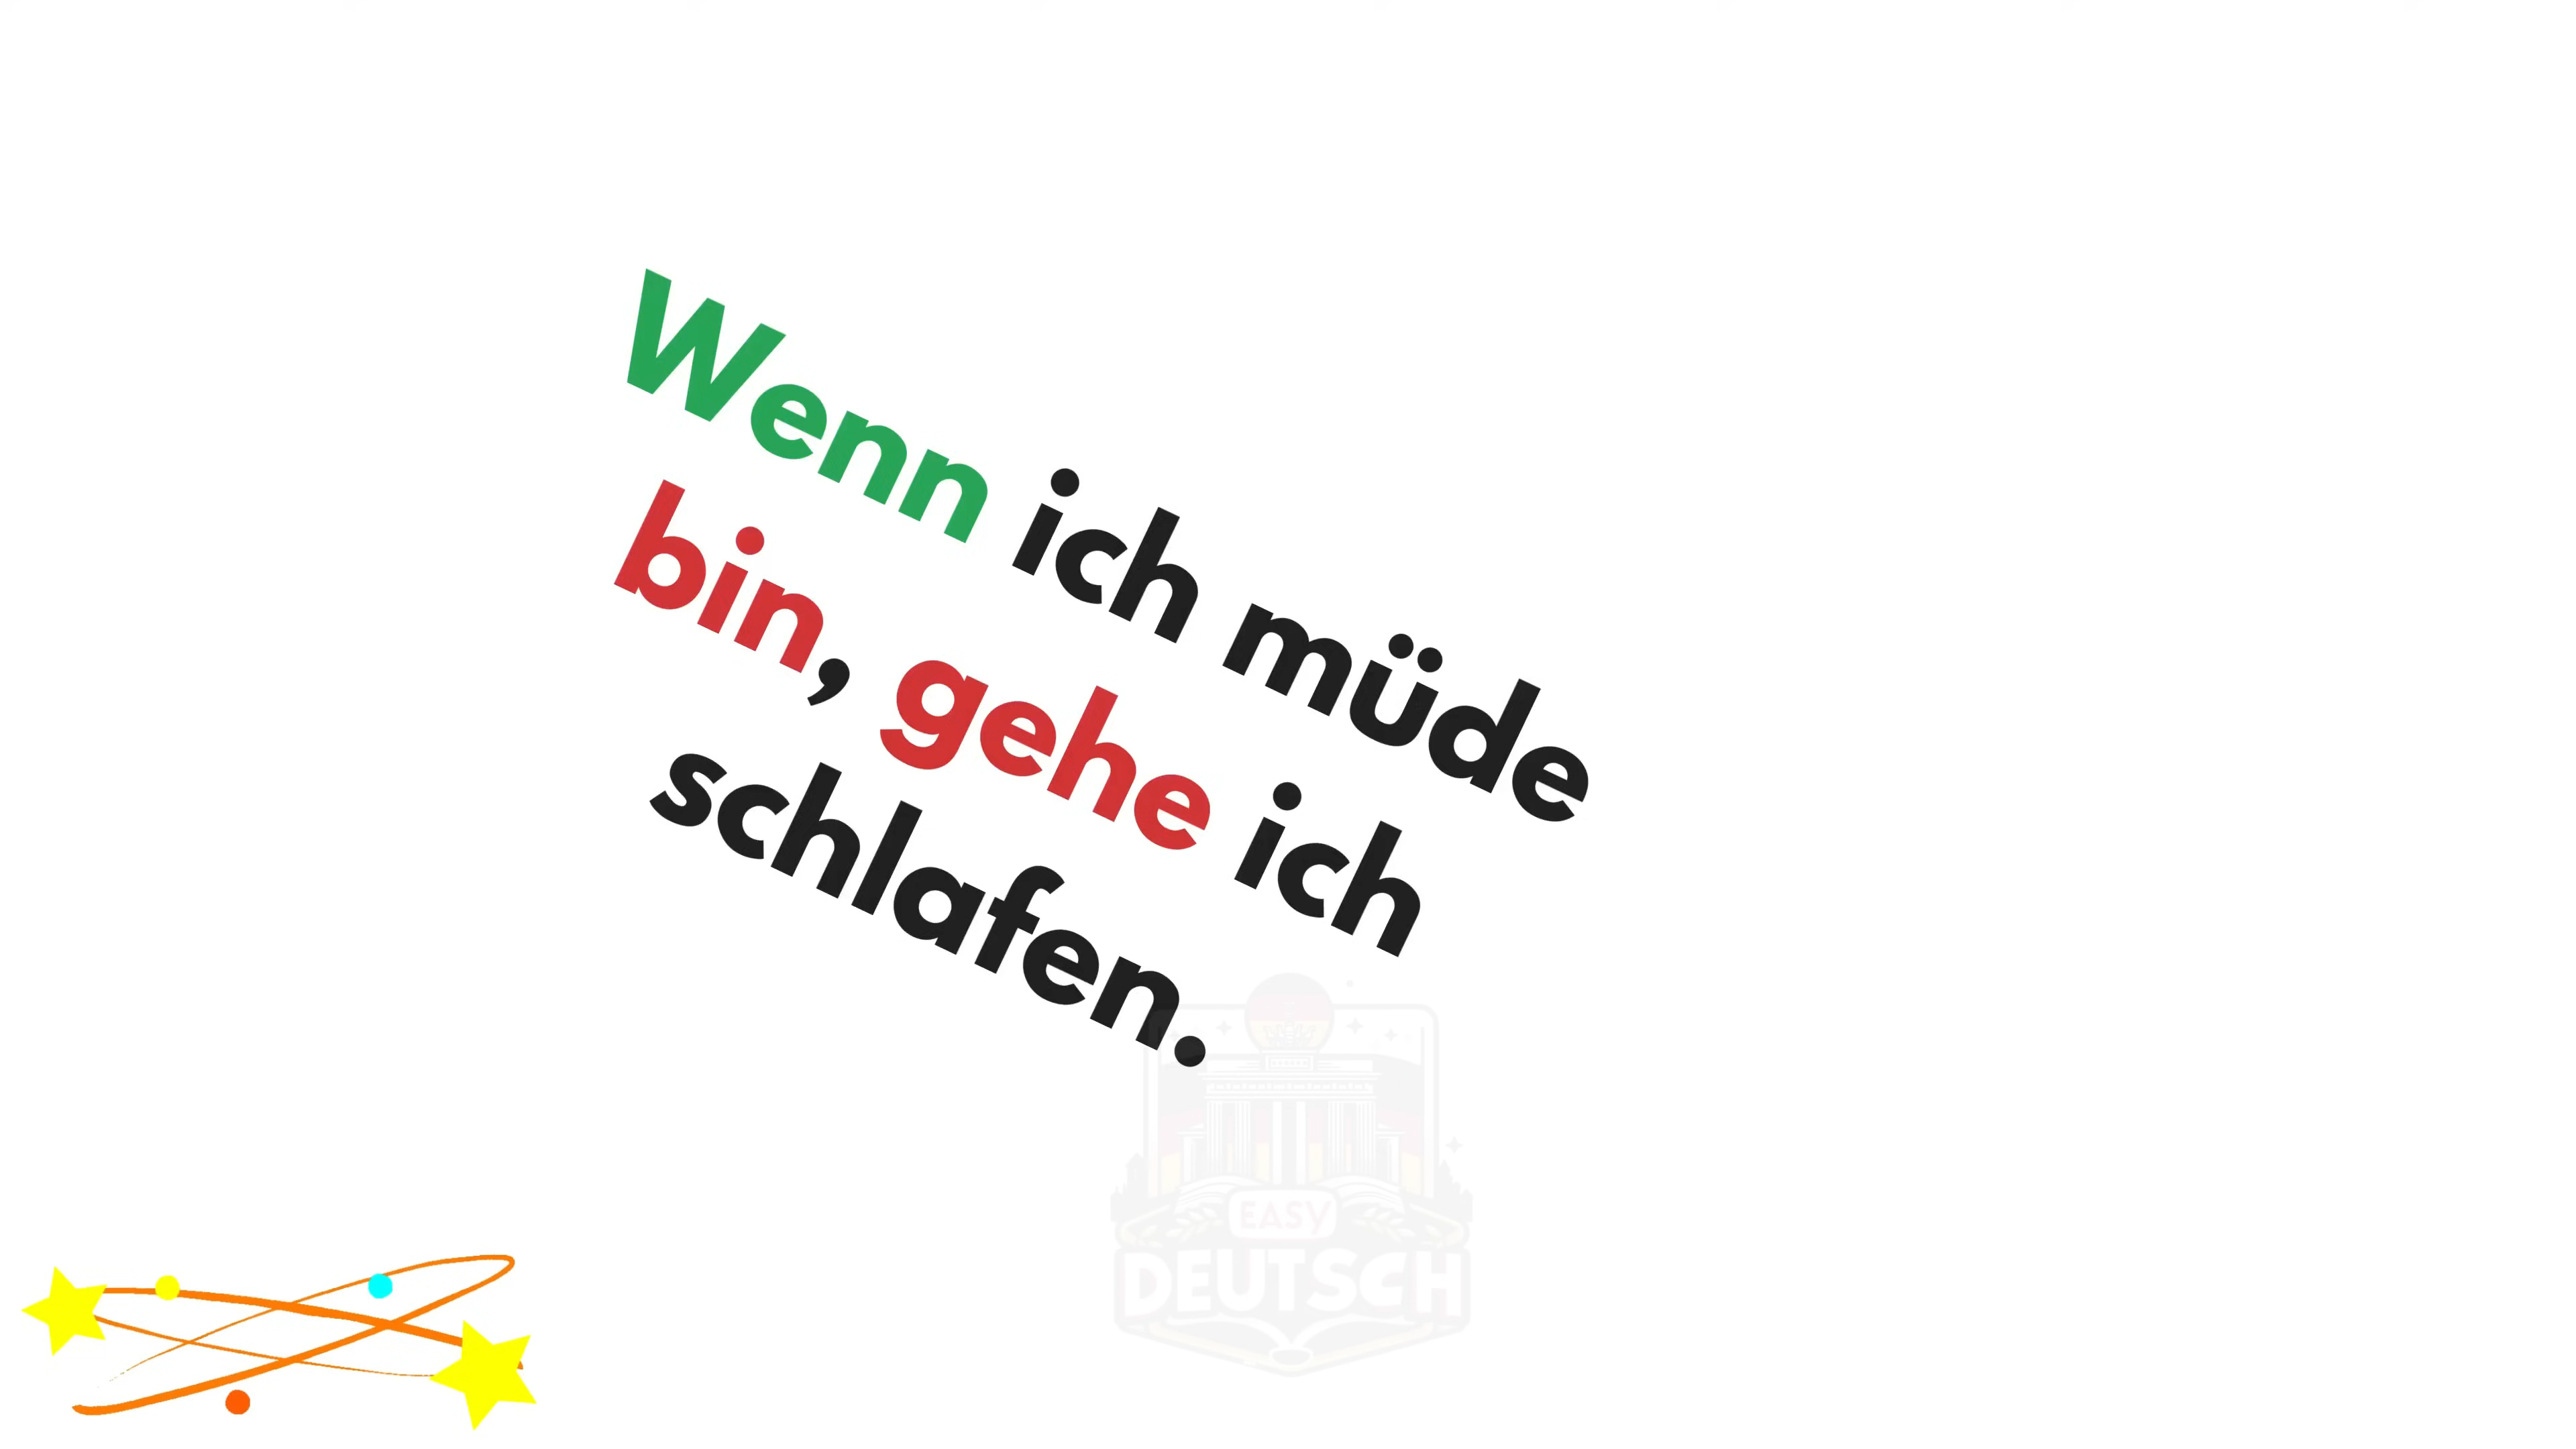 Wenn ich müde
bin, gehe ich
schlafen.
EASY
DEUTSCH